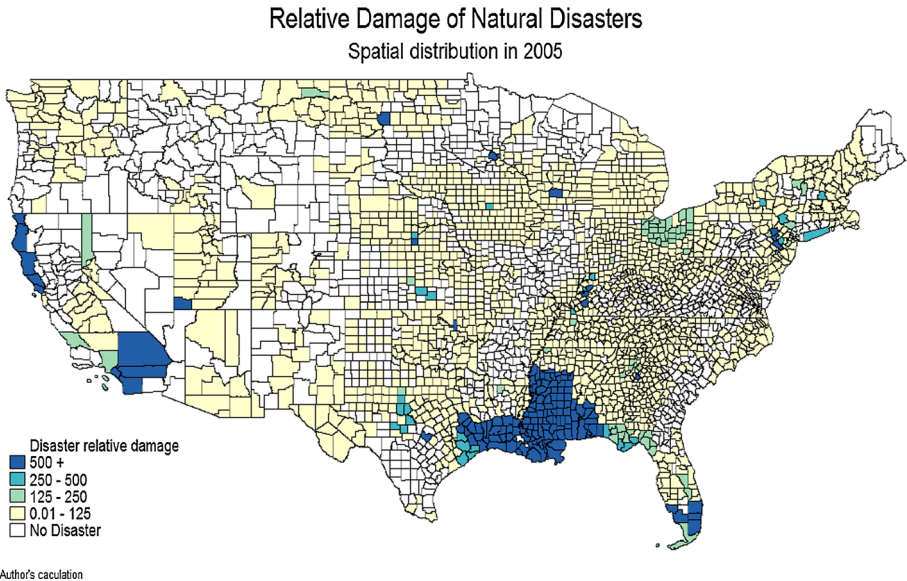 Relative Damage of Natural Disasters
Spatial distribution in 2005
Disaster relative damage
500 +
250 - 500
125 - 250
0.01 - 125
No Disaster
Author's caculation